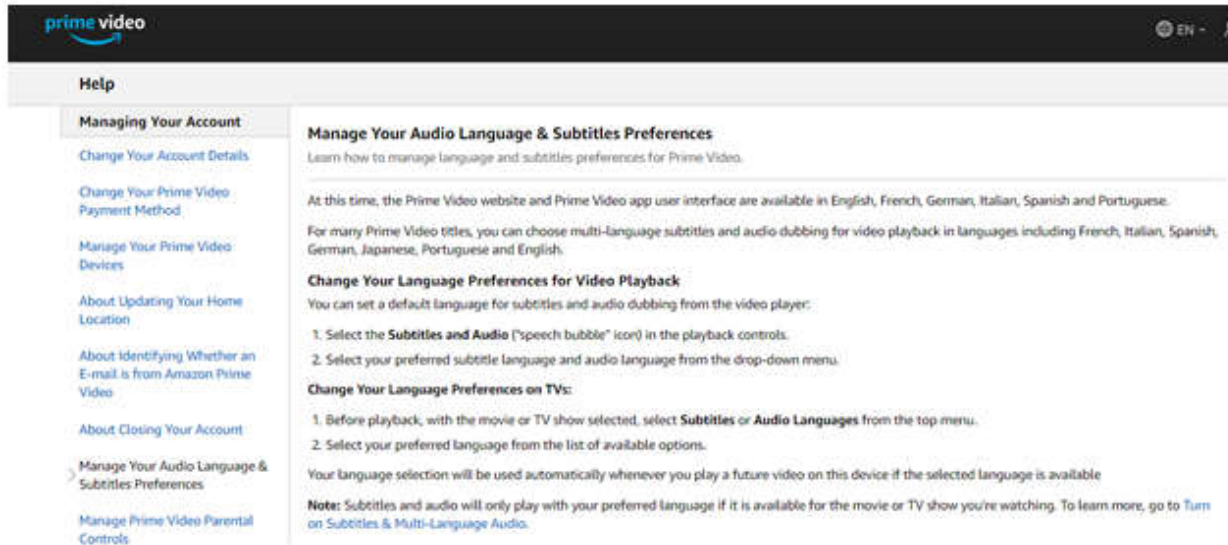 prime video
EN
Help
Managing Your Account
Change Your Account Details
Change Your Prime Video
Payment Method
Manage Your Prime Video
Devices
About Updating Your Home
Location
About Identifying Whether an
E-mail is from Amazon Prime
Video
About Closing Your Account
Manage Your Audio Language &
Subtitles Preferences
Manage Prime Video Parental
Controls
Manage Your Audio Language & Subtitles Preferences
Learn how to manage language and subtitles preferences for Prime Video.
At this time, the Prime Video website and Prime Video app user interface are available in English, French, German, Italian, Spanish and Portuguese.
For many Prime Video titles, you can choose multi-language subtitles and audio dubbing for video playback in languages including French, Italian, Spanish,
German, Japanese, Portuguese and English.
Change Your Language Preferences for Video Playback
You can set a default language for subtitles and audio dubbing from the video player:
1. Select the Subtitles and Audio ("speech bubble" icon) in the playback controls.
2. Select your preferred subtitle language and audio language from the drop-down menu.
Change Your Language Preferences on TVs:
1. Before playback, with the movie or TV show selected, select Subtitles or Audio Languages from the top menu.
2. Select your preferred language from the list of available options.
Your language selection will be used automatically whenever you play a future video on this device if the selected language is available
Note: Subtitles and audio will only play with your preferred language if it is available for the movie or TV show you're watching. To learn more, go to Turn
on Subtitles & Multi-Language Audio.